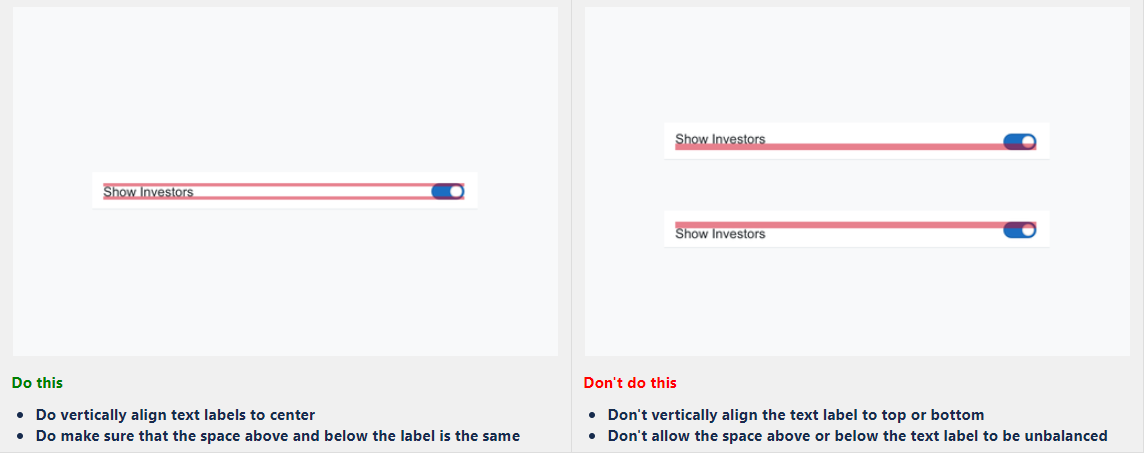 Show Investors
Do this
Do vertically align text labels to center
Do make sure that the space above and below the label is the same
Show Investors
Show Investors
Don't do this
Don't vertically align the text label to top or bottom
Don't allow the space above or below the text label to be unbalanced